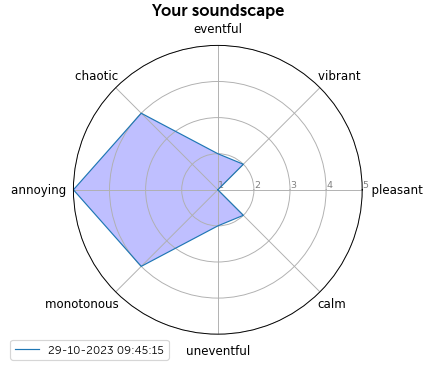 Your soundscape
eventful
chaotic
vibrant
annoying
1 2 3 4 5
pleasant
monotonous
calm
29-10-2023 09:45:15
uneventful